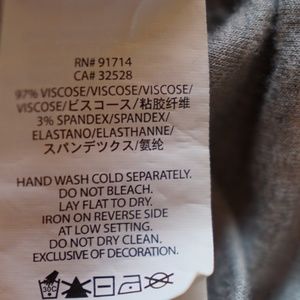 RN# 91714
CA# 32528
97% VISCOSE/VISCOSE/VISCOSE/
VISCOSE/ビスコース/粘胶纤维
3% SPANDEX/SPANDEX/
ELASTANO/ELASTHANNE/
スパンデックス/氨纶
HAND WASH COLD SEPARATELY.
DO NOT BLEACH.
LAY FLAT TO DRY.
IRON ON REVERSE SIDE
AT LOW SETTING.
DO NOT DRY CLEAN.
EXCLUSIVE OF DECORATION.
30C